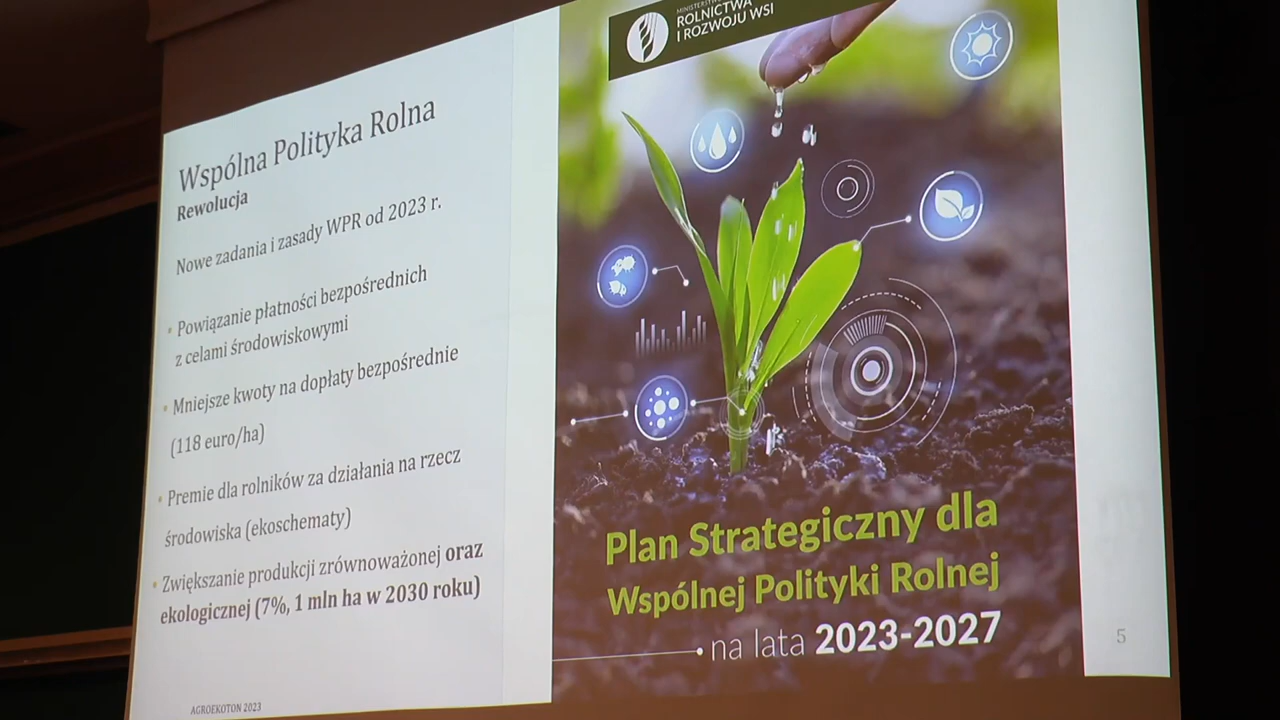 Wspólna Polityka Rolna
Rewolucja
Nowe zadania i zasady WPR od 2023 r.
• Powiązanie płatności bezpośrednich
z celami środowiskowymi
• Mniejsze kwoty na dopłaty bezpośrednie
(118 euro/ha)
• Premie dla rolników za działania na rzecz
środowiska (ekoschematy)
• Zwiększanie produkcji zrównoważonej oraz
ekologicznej (7%, 1 mln ha w 2030 roku)
AGROEKOTON 2023
ROLNICTWA
I ROZWOJU WSI
Plan Strategiczny dla
Wspólnej Polityki Rolnej
na lata 2023-2027
5